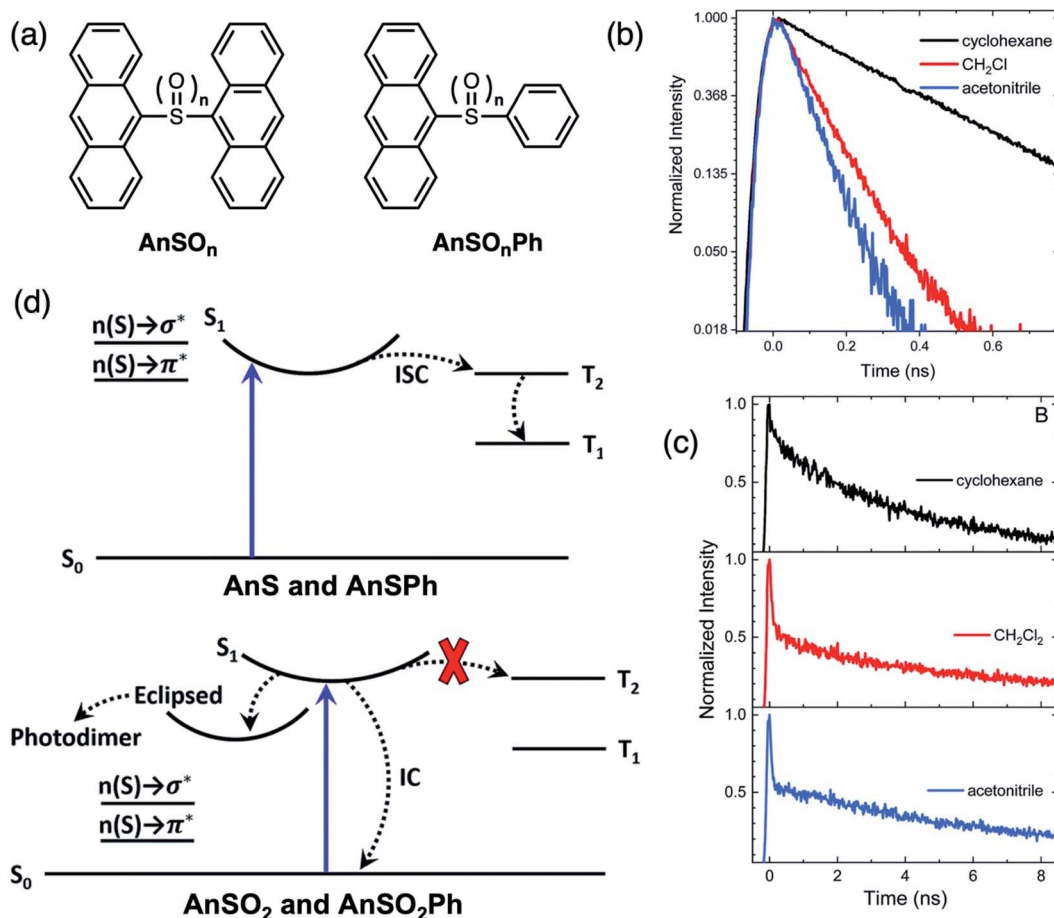 (a)
(O)n
S
(O)n
S
AnSOn
AnSOnPh
(b)
Normalized Intensity
1.000
0.368
0.135
0.050
0.018
cyclohexane
CH2Cl
acetonitrile
0.0 0.2 0.4 0.6
Time (ns)
(c)
B
Normalized Intensity
1.0
0.5
cyclohexane
1.0
0.5
CH2Cl2
1.0
0.5
acetonitrile
0 2 4 6 8
Time (ns)
(d)
n(S)→σ*
n(S)→π*
S1
ISC
T2
T1
S0
AnS and AnSPh
S1
T2
Eclipsed
Photodimer
T1
IC
n(S)→σ*
n(S)→π*
S0
AnSO2 and AnSO2Ph